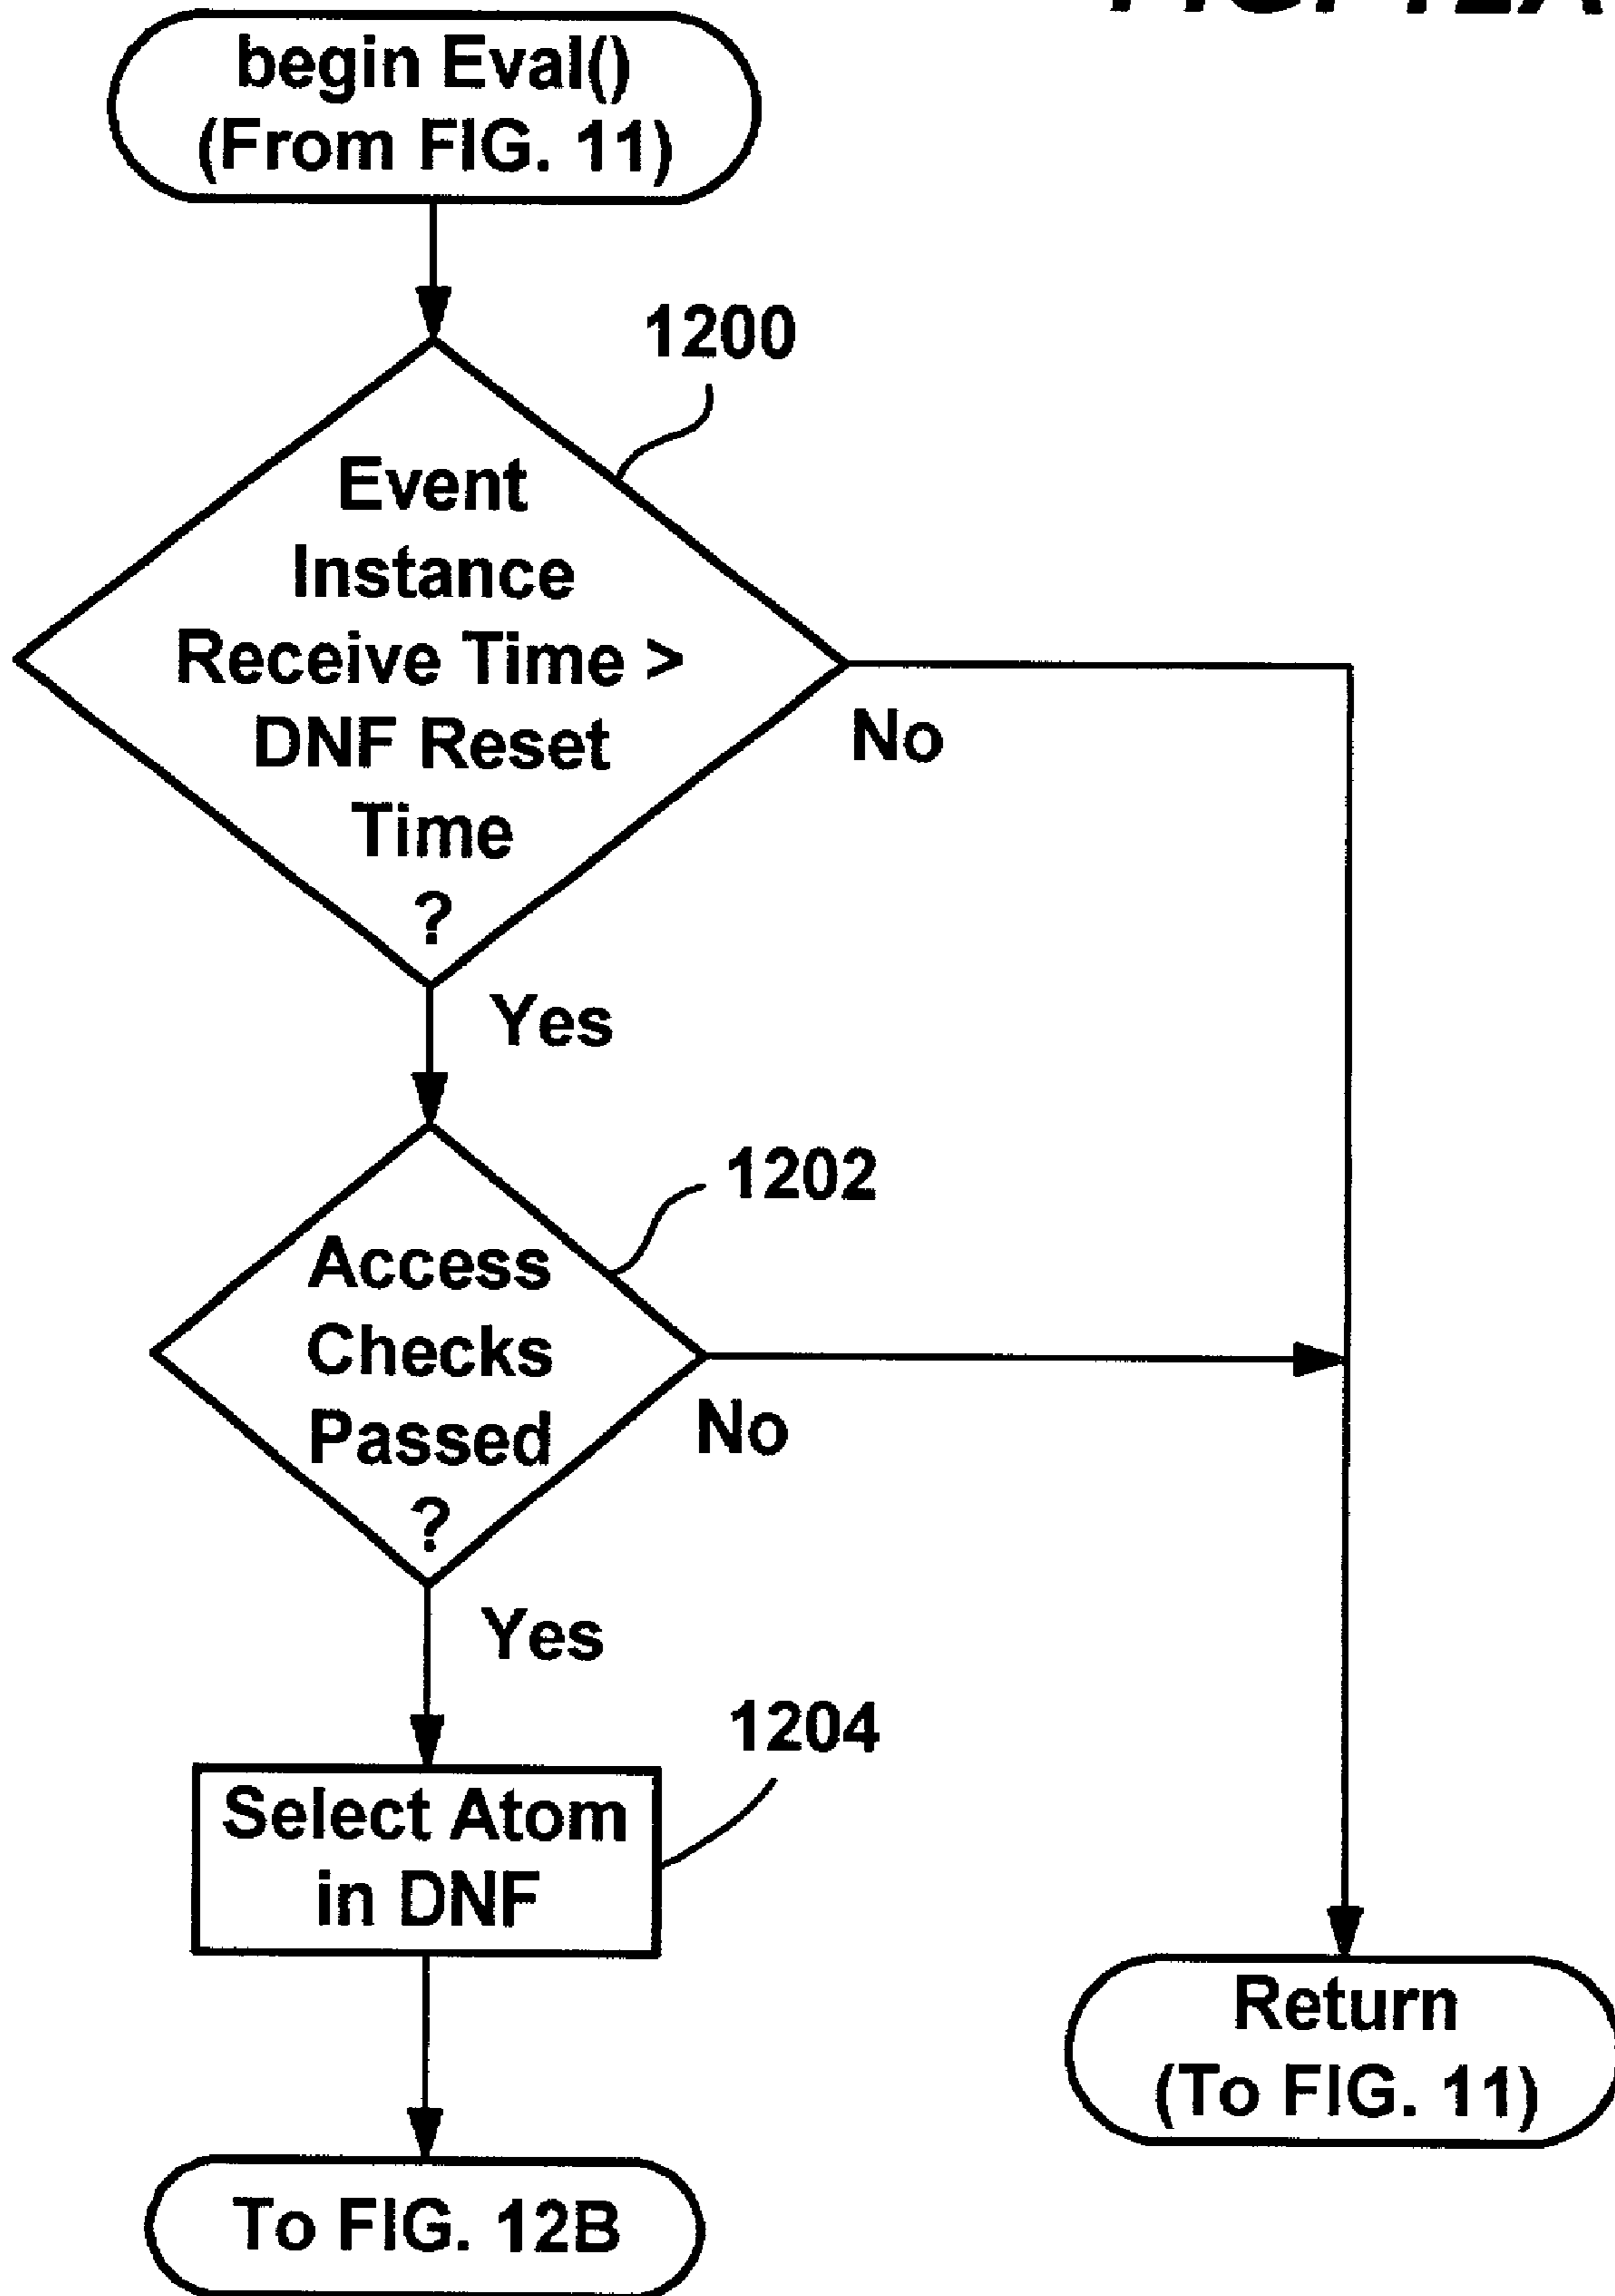 begin Eval()
(From FIG. 11)
1200
Event
Instance
Receive Time >
DNF Reset
Time
?
No
Yes
1202
Access
Checks
Passed
?
No
Yes
1204
Select Atom
in DNF
Return
(To FIG. 11)
To FIG. 12B